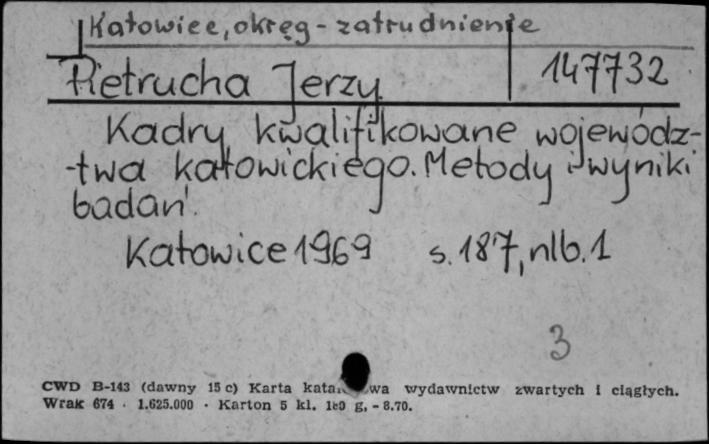 Katowice, okręg - zatrudnienie
Pietrucha Jerzy 147732
Kadry kwalifikowane wojewódz-
-twa katowickiego. Metody i wyniki
badań.
Katowice 1969 s. 187, nlb. 1
3
CWD B-143 (dawny 15 c) Karta wydawnictw zwartych i ciągłych.
Wrak 674 · 1.625.000 · Karton 5 kl. g. - 8.70.